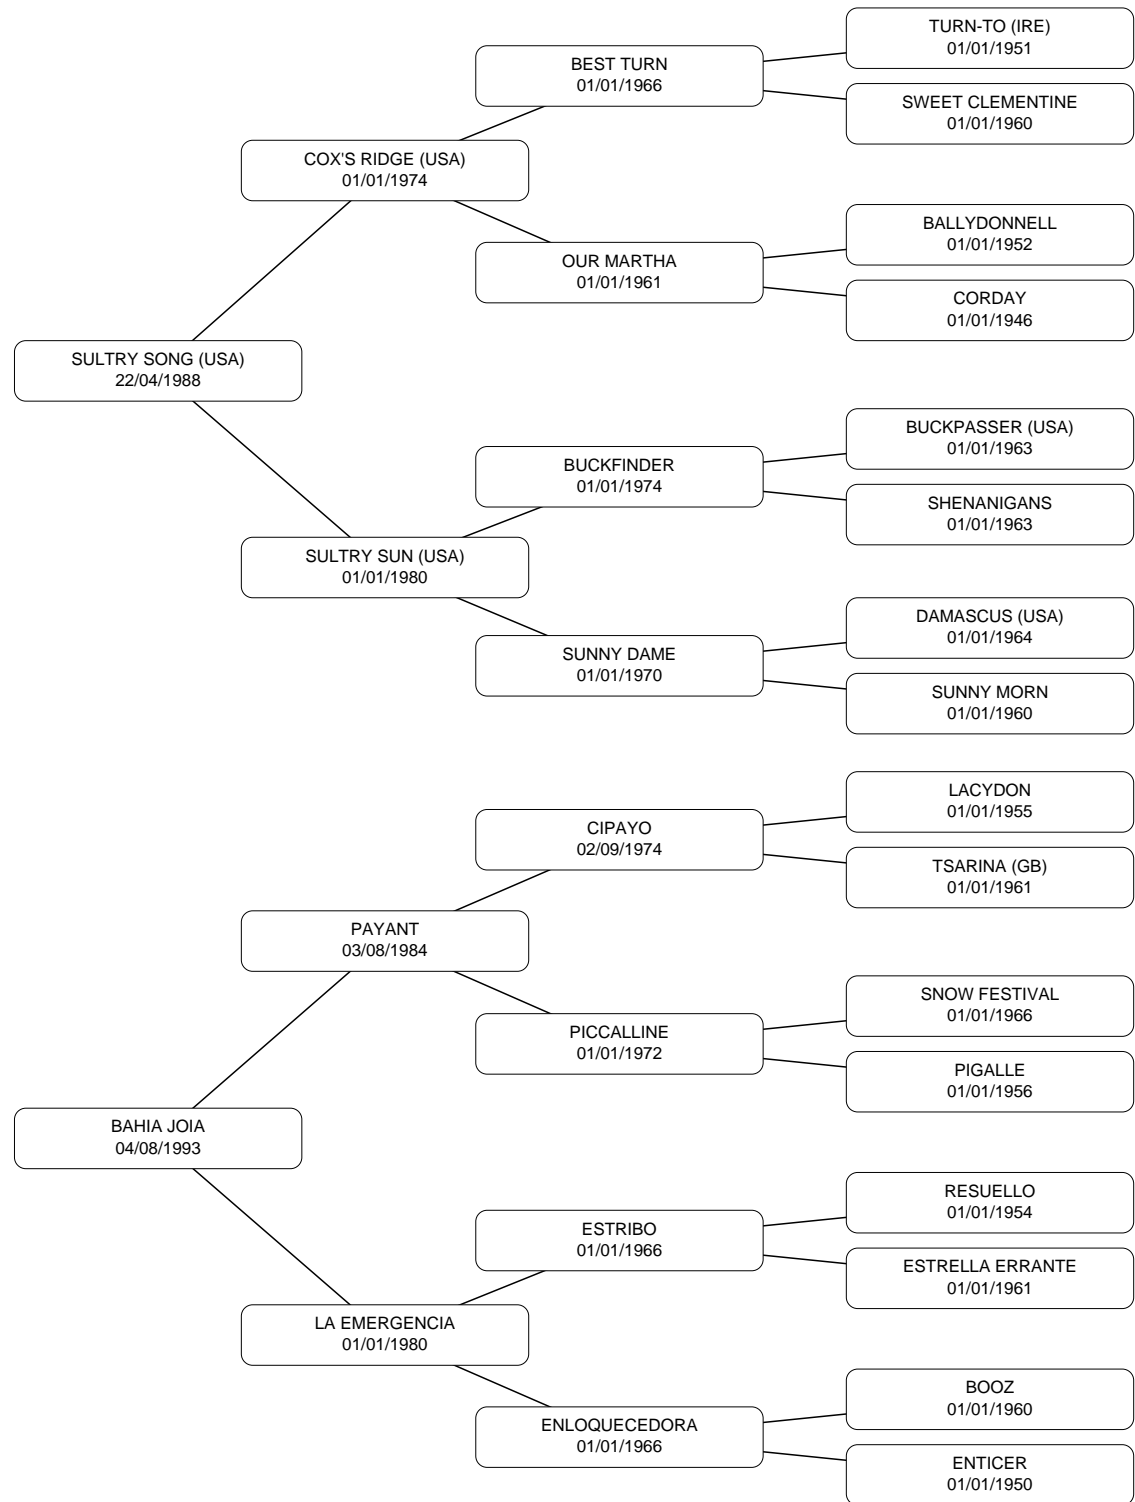 TURN-TO (IRE)
01/01/1951
BEST TURN
01/01/1966
SWEET CLEMENTINE
01/01/1960
COX'S RIDGE (USA)
01/01/1974
BALLYDONNELL
01/01/1952
OUR MARTHA
01/01/1961
CORDAY
01/01/1946
SULTRY SONG (USA)
22/04/1988
BUCKPASSER (USA)
01/01/1963
BUCKFINDER
01/01/1974
SHENANIGANS
01/01/1963
SULTRY SUN (USA)
01/01/1980
DAMASCUS (USA)
01/01/1964
SUNNY DAME
01/01/1970
SUNNY MORN
01/01/1960
LACYDON
01/01/1955
CIPAYO
02/09/1974
TSARINA (GB)
01/01/1961
PAYANT
03/08/1984
SNOW FESTIVAL
01/01/1966
PICCALLINE
01/01/1972
PIGALLE
01/01/1956
BAHIA JOIA
04/08/1993
RESUELLO
01/01/1954
ESTRIBO
01/01/1966
ESTRELLA ERRANTE
01/01/1961
LA EMERGENCIA
01/01/1980
BOOZ
01/01/1960
ENLOQUECEDORA
01/01/1966
ENTICER
01/01/1950